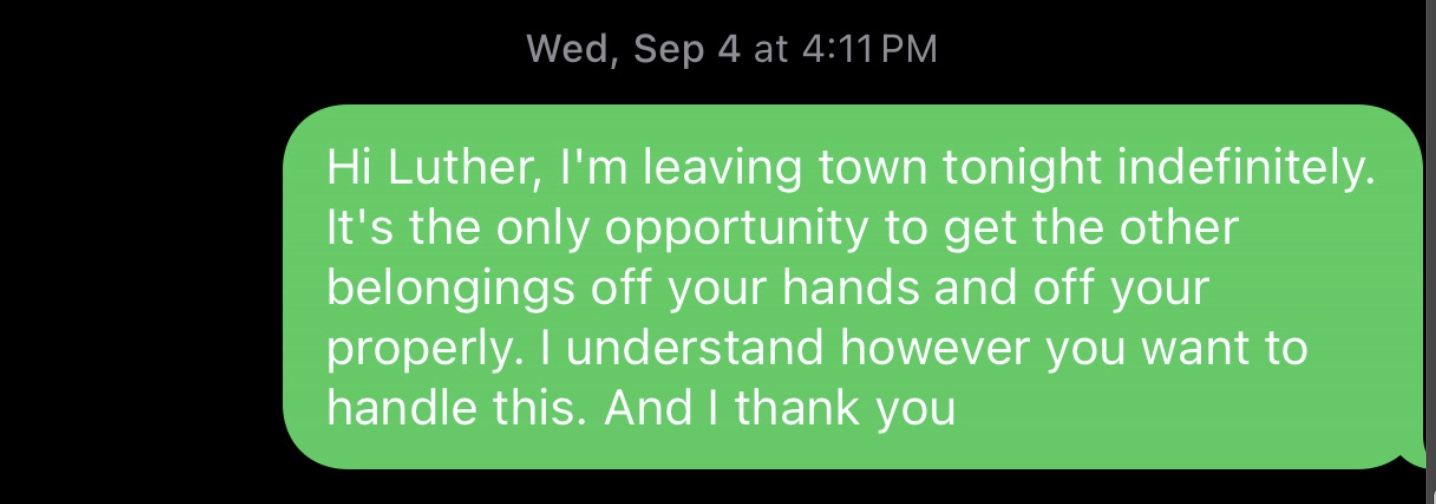 Wed, Sep 4 at 4:11 PM
Hi Luther, I'm leaving town tonight indefinitely.
It's the only opportunity to get the other
belongings off your hands and off your
properly. I understand however you want to
handle this. And I thank you